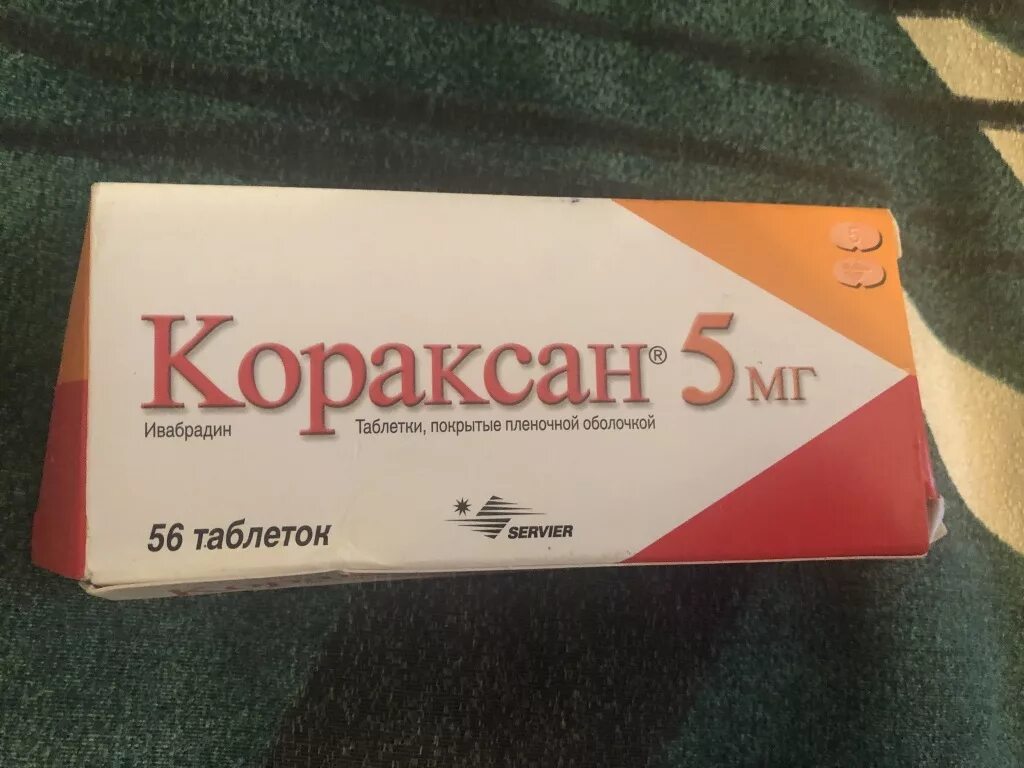 Кораксан® 5 мг
Ивабрадин
Таблетки, покрытые пленочной оболочкой
56 таблеток
SERVIER
5